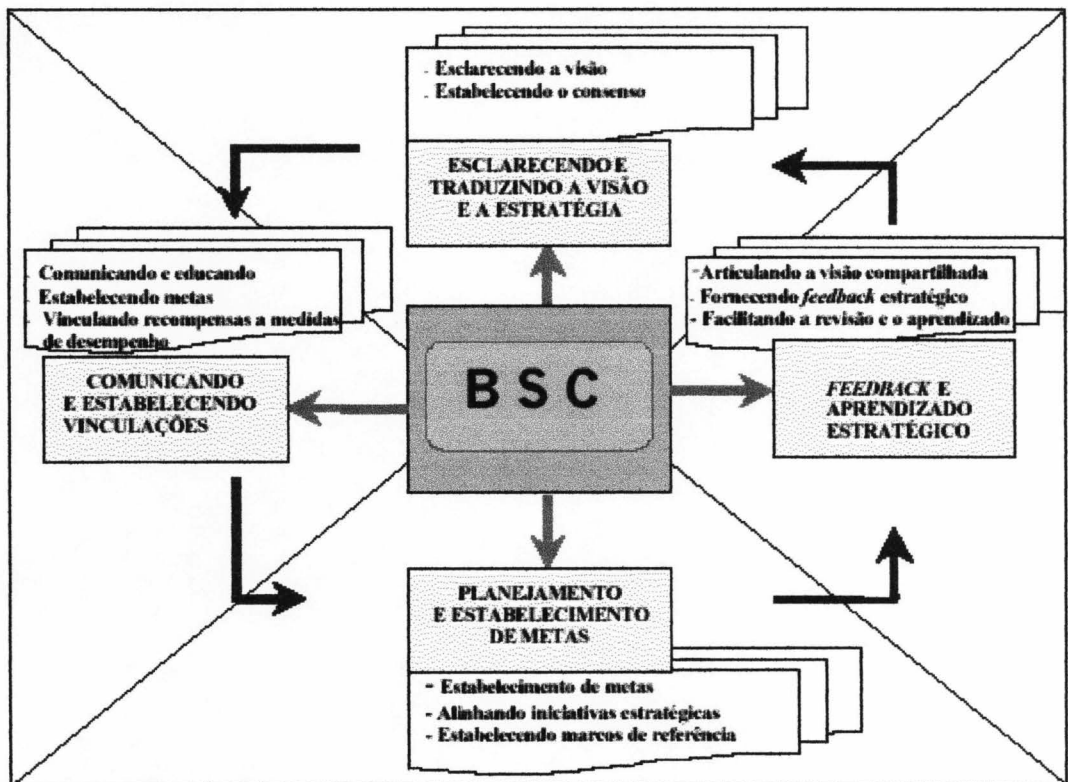 - Esclarecendo a visão
- Estabelecendo o consenso
ESCLARECENDO E
TRADUZINDO A VISÃO
E A ESTRATÉGIA
- Comunicando e educando
- Estabelecendo metas
- Vinculando recompensas a medidas
de desempenho
COMUNICANDO
E ESTABELECENDO
VINCULAÇÕES
B S C
- Articulando a visão compartilhada
- Fornecendo feedback estratégico
- Facilitando a revisão e o aprendizado
FEEDBACK E
APRENDIZADO
ESTRATÉGICO
PLANEJAMENTO
E ESTABELECIMENTO
DE METAS
- Estabelecimento de metas
- Alinhando iniciativas estratégicas
- Estabelecendo marcos de referência